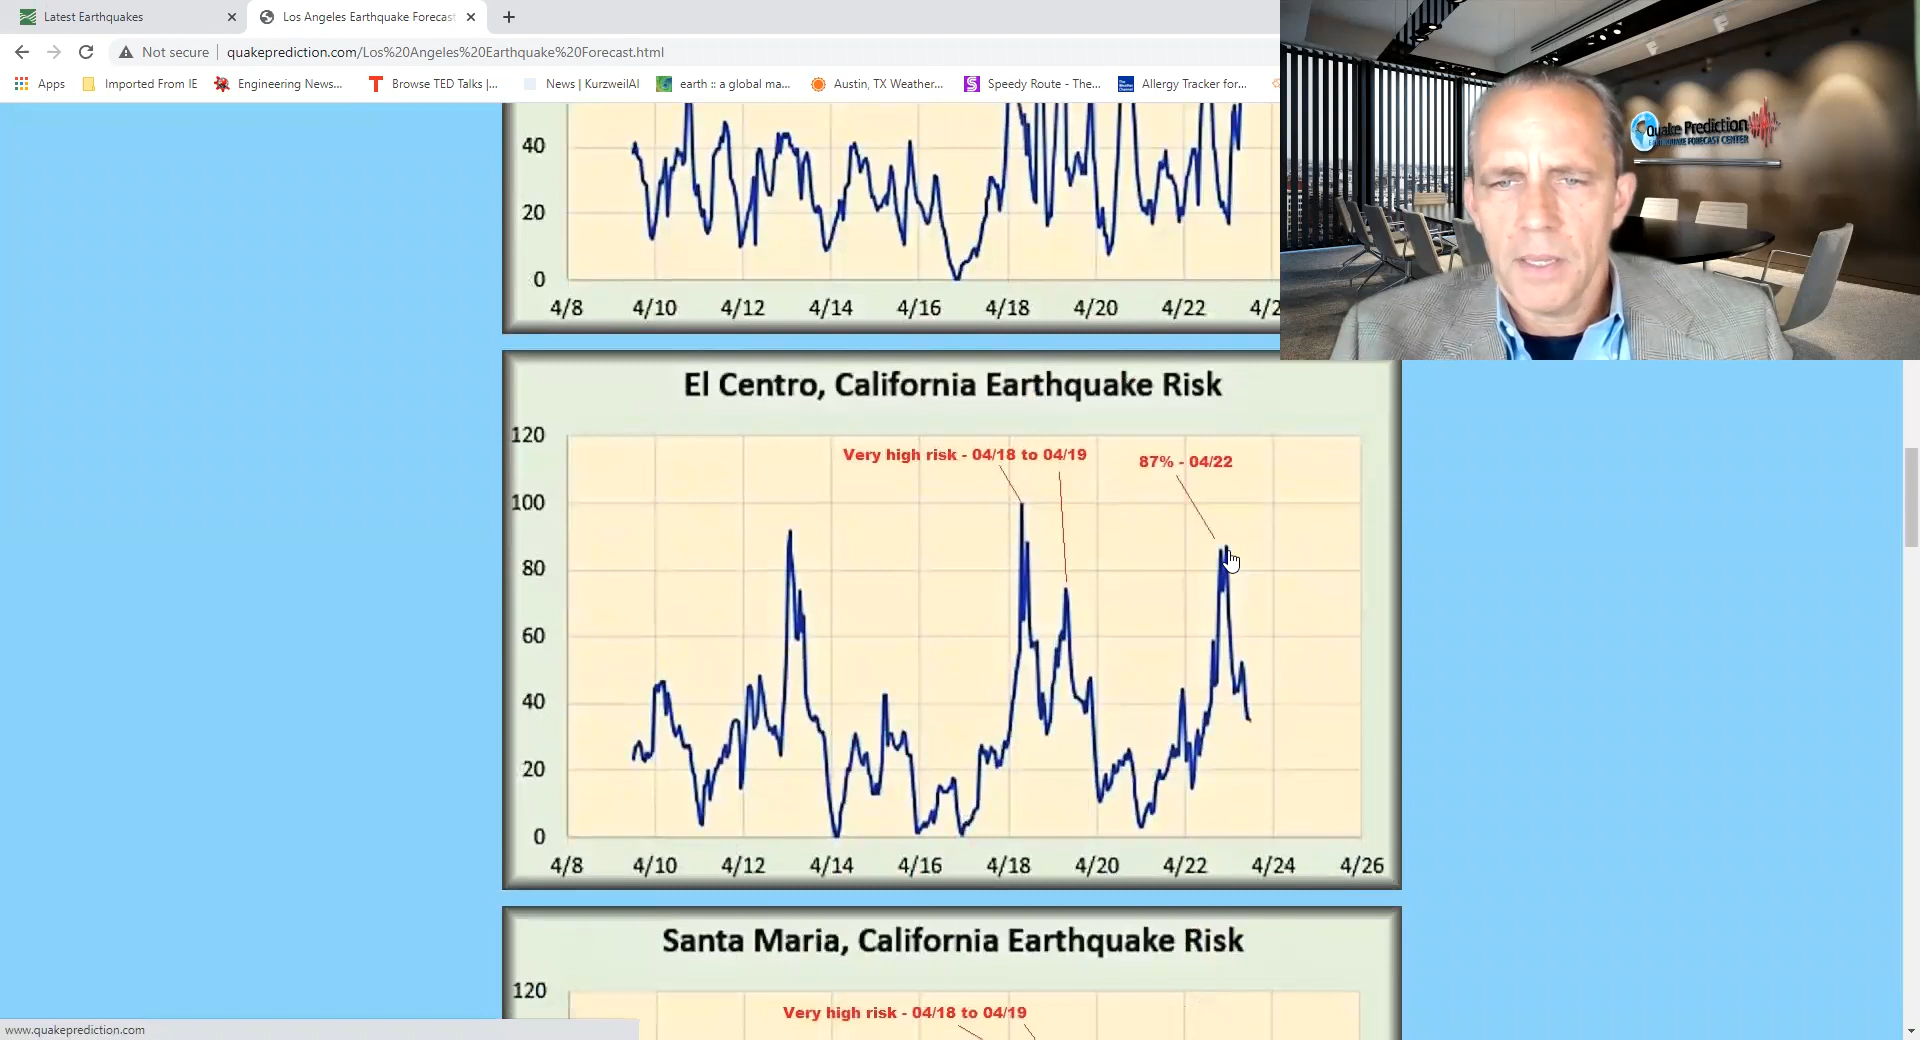 Latest Earthquakes
Los Angeles Earthquake Forecast
Not secure
quakeprediction.com/Los%20Angeles%20Earthquake%20Forecast.html
Apps
Imported From IE
Engineering News...
Browse TED Talks |...
News | KurzweilAI
earth :: a global ma...
Austin, TX Weather...
Speedy Route - The...
Allergy Tracker for...
Quake Prediction
EARTHQUAKE FORECAST CENTER
40
20
0
4/8 4/10 4/12 4/14 4/16 4/18 4/20 4/22 4/2
El Centro, California Earthquake Risk
120
Very high risk - 04/18 to 04/19
87% - 04/22
100
80
60
40
20
0
4/8 4/10 4/12 4/14 4/16 4/18 4/20 4/22 4/24 4/26
Santa Maria, California Earthquake Risk
120
Very high risk - 04/18 to 04/19
www.quakeprediction.com